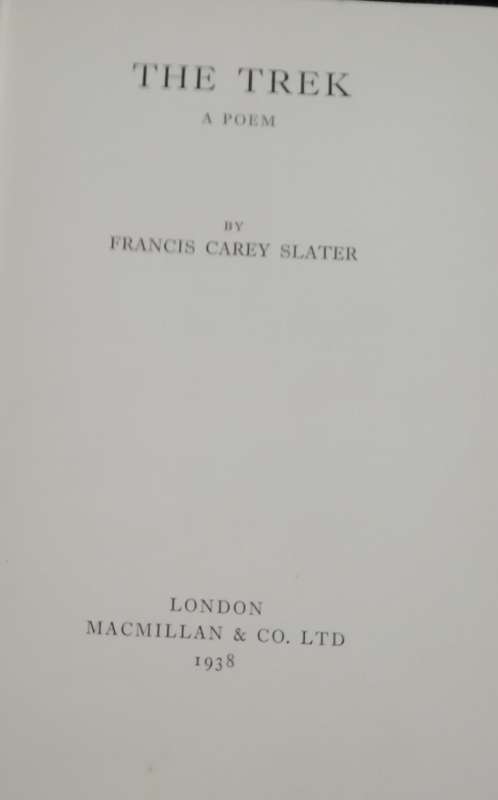 THE TREK
A POEM
BY
FRANCIS CAREY SLATER
LONDON
MACMILLAN & CO. LTD
1938